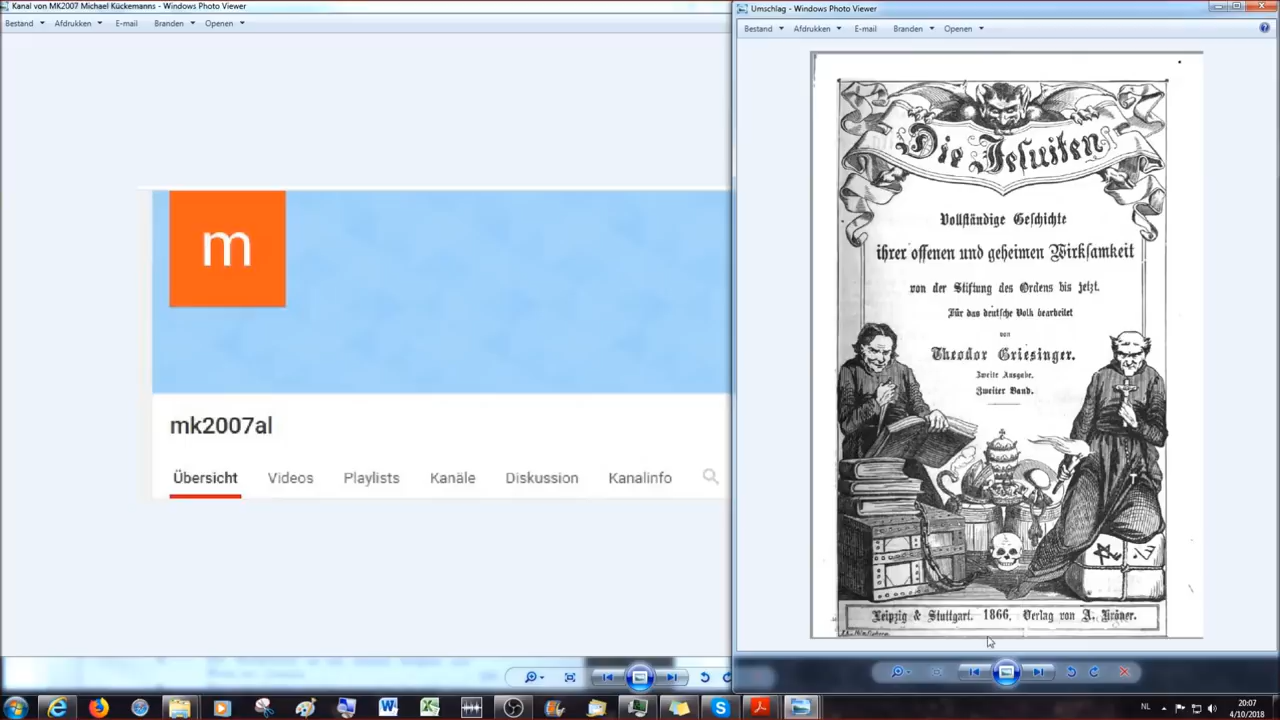 Kanal von MK2007 Michael Kückemanns - Windows Photo Viewer
Bestand Afdrukken E-mail Branden Openen
m
mk2007al
Übersicht Videos Playlists Kanäle Diskussion Kanalinfo
Umschlag - Windows Photo Viewer
Bestand Afdrukken E-mail Branden Openen
Die Jesuiten
Vollständige Geschichte
ihrer offenen und geheimen Wirksamkeit
von der Stiftung des Ordens bis jetzt.
Für das deutsche Volk bearbeitet
von
Theodor Griesinger.
Zweite Ausgabe.
Zweiter Band.
Leipzig & Stuttgart. 1866. Verlag von A. Kröner.
NL
20:07
4/10/2018